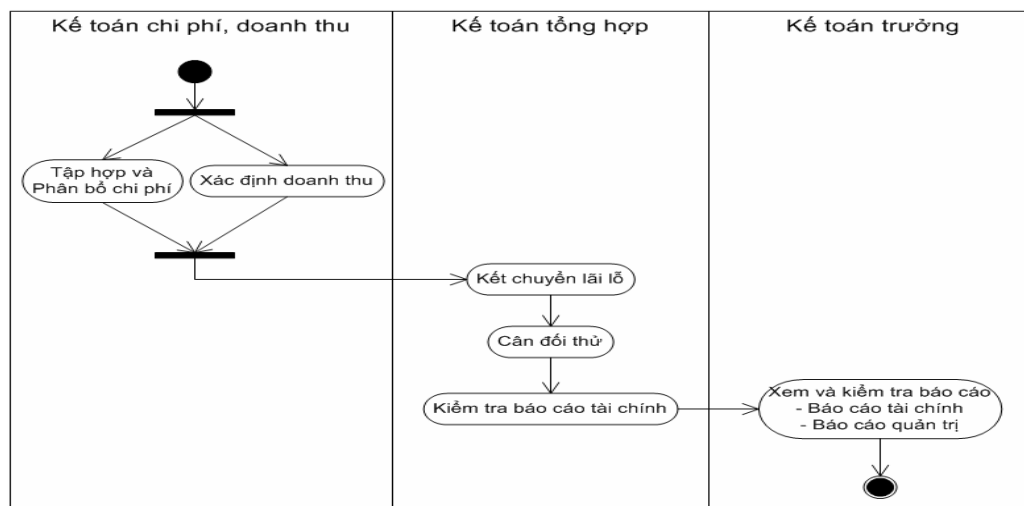 Kế toán chi phí, doanh thu
Kế toán tổng hợp
Kế toán trưởng
Tập hợp và
Phân bổ chi phí
Xác định doanh thu
Kết chuyển lãi lỗ
Cân đối thử
Kiểm tra báo cáo tài chính
Xem và kiểm tra báo cáo
- Báo cáo tài chính
- Báo cáo quản trị